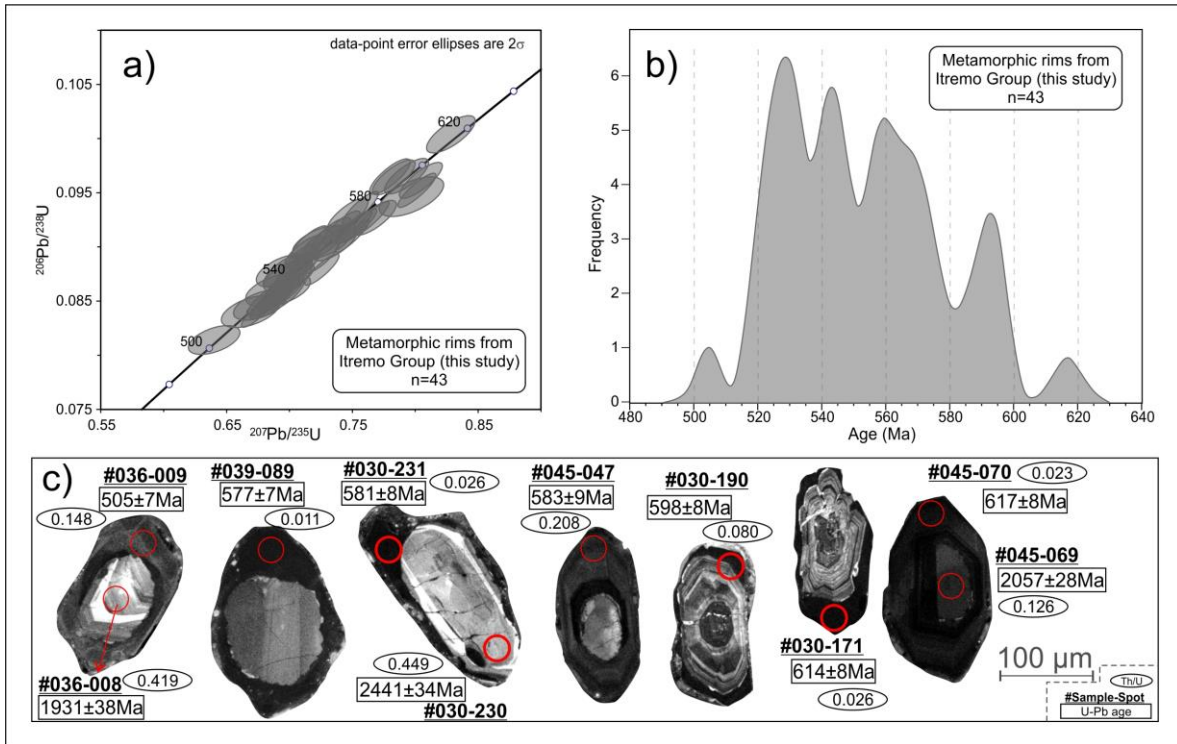 a)
data-point error ellipses are 2σ
0.105
0.095
0.085
0.075
206Pb/238U
620
580
540
500
Metamorphic rims from
Itremo Group (this study)
n=43
0.55
0.65
0.75
0.85
207Pb/235U
b)
Metamorphic rims from
Itremo Group (this study)
n=43
6
5
4
3
2
1
0
Frequency
480
500
520
540
560
580
600
620
640
Age (Ma)
c)
#036-009
505±7Ma
0.148
#036-008
0.419
1931±38Ma
#039-089
577±7Ma
0.011
#030-231
0.026
581±8Ma
0.449
2441±34Ma
#030-230
#045-047
583±9Ma
0.208
#030-190
598±8Ma
0.080
#030-171
614±8Ma
0.026
#045-070
0.023
617±8Ma
#045-069
2057±28Ma
0.126
100 µm
Th/U
#Sample-Spot
U-Pb age